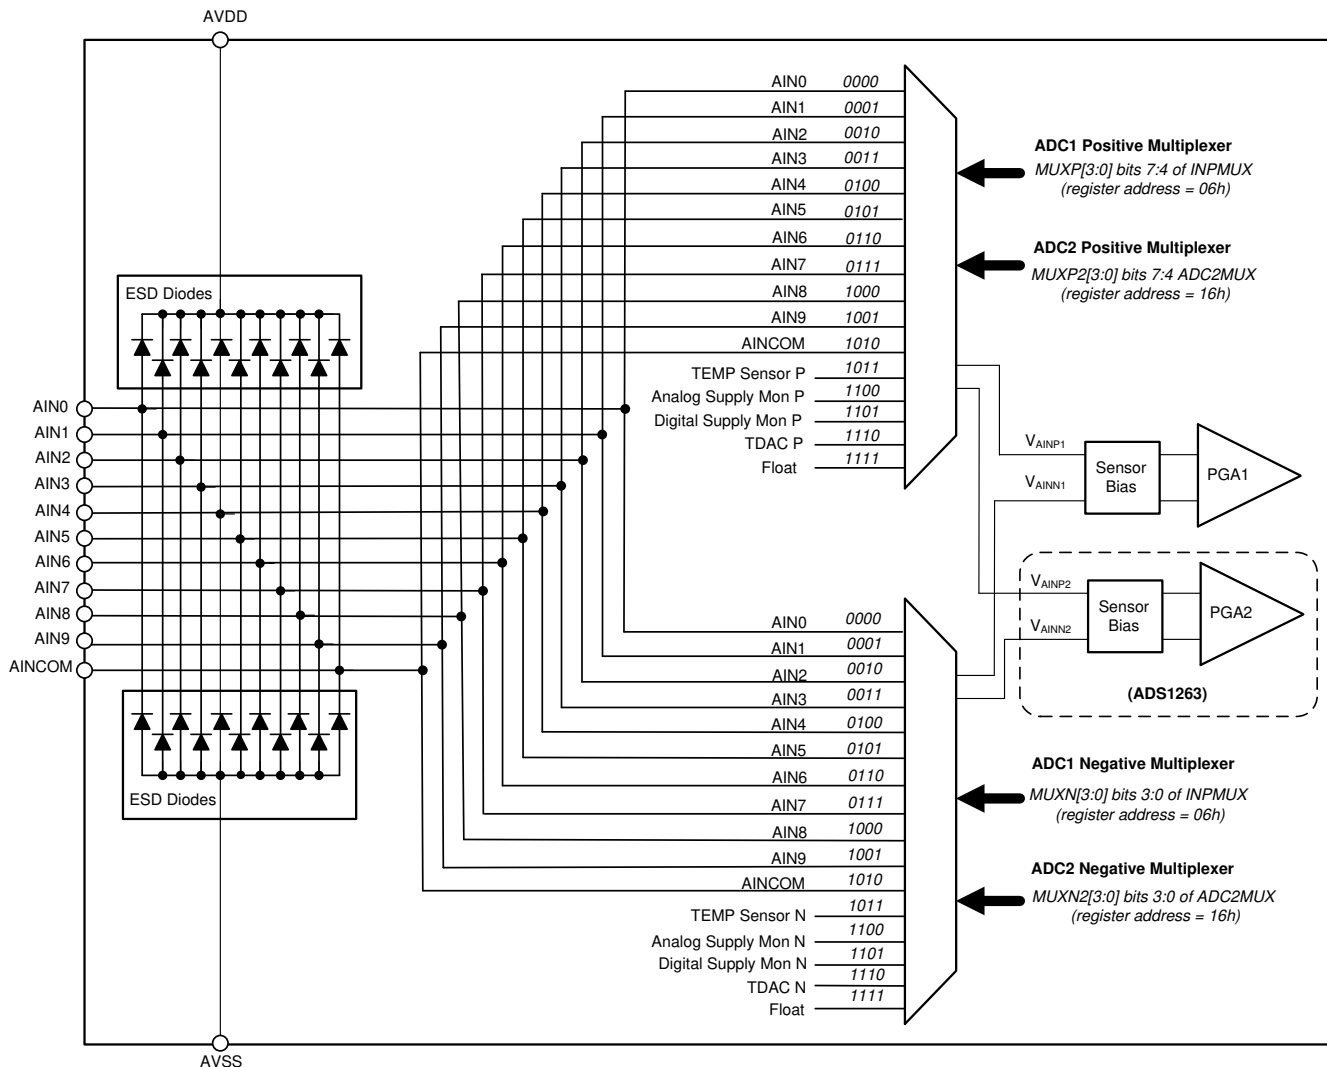 AVDD
AIN0 0000
AIN1 0001
AIN2 0010
AIN3 0011
AIN4 0100
AIN5 0101
AIN6 0110
AIN7 0111
AIN8 1000
AIN9 1001
AINCOM 1010
TEMP Sensor P 1011
Analog Supply Mon P 1100
Digital Supply Mon P 1101
TDAC P 1110
Float 1111
ADC1 Positive Multiplexer
MUXP[3:0] bits 7:4 of INPMUX
(register address = 06h)
ADC2 Positive Multiplexer
MUXP2[3:0] bits 7:4 ADC2MUX
(register address = 16h)
ESD Diodes
AIN0
AIN1
AIN2
AIN3
AIN4
AIN5
AIN6
AIN7
AIN8
AIN9
AINCOM
VAINP1
VAINN1
Sensor
Bias
PGA1
VAINP2
VAINN2
Sensor
Bias
PGA2
(ADS1263)
ESD Diodes
AIN0 0000
AIN1 0001
AIN2 0010
AIN3 0011
AIN4 0100
AIN5 0101
AIN6 0110
AIN7 0111
AIN8 1000
AIN9 1001
AINCOM 1010
TEMP Sensor N 1011
Analog Supply Mon N 1100
Digital Supply Mon N 1101
TDAC N 1110
Float 1111
ADC1 Negative Multiplexer
MUXN[3:0] bits 3:0 of INPMUX
(register address = 06h)
ADC2 Negative Multiplexer
MUXN2[3:0] bits 3:0 of ADC2MUX
(register address = 16h)
AVSS